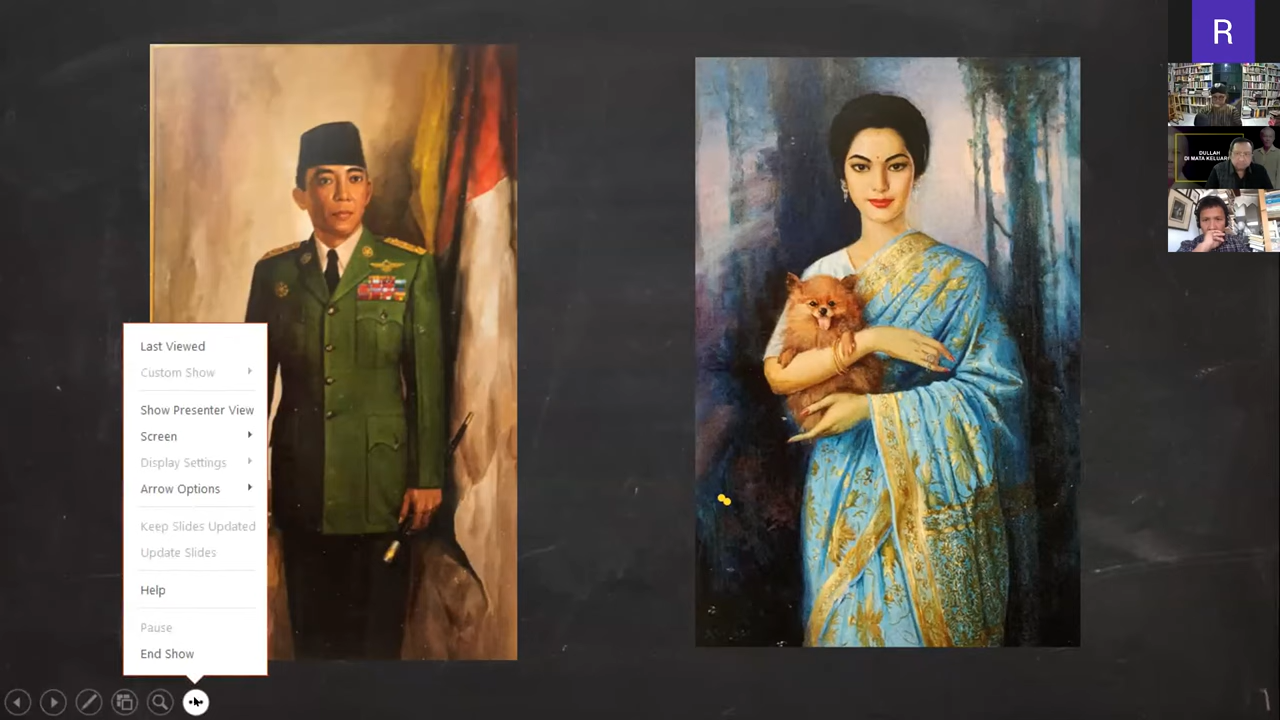 R
DULLAH
DI MATA KELUAR
Last Viewed
Custom Show
Show Presenter View
Screen
Display Settings
Arrow Options
Keep Slides Updated
Update Slides
Help
Pause
End Show